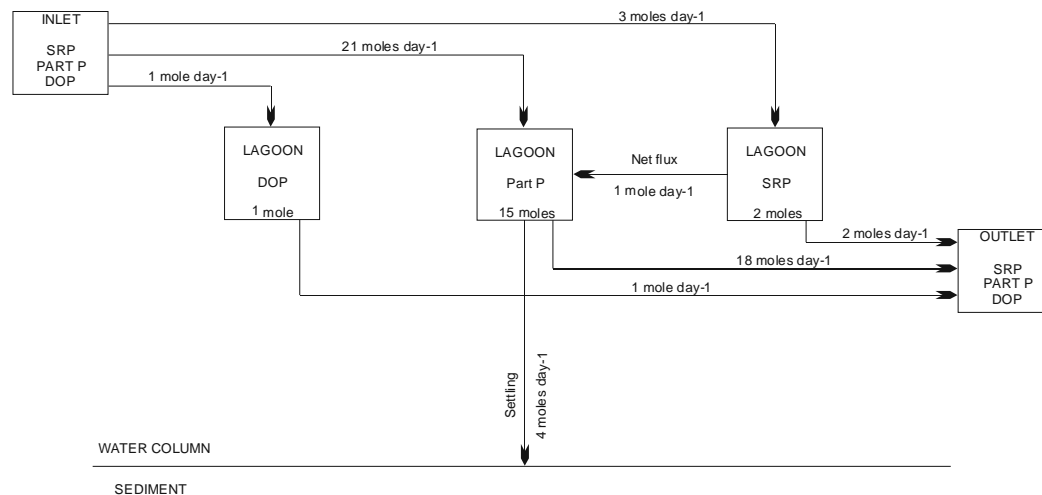 INLET
SRP
PART P
DOP
3 moles day-1
21 moles day-1
1 mole day-1
LAGOON
DOP
1 mole
LAGOON
Part P
15 moles
Net flux
1 mole day-1
LAGOON
SRP
2 moles
2 moles day-1
18 moles day-1
1 mole day-1
OUTLET
SRP
PART P
DOP
Settling
4 moles day-1
WATER COLUMN
SEDIMENT